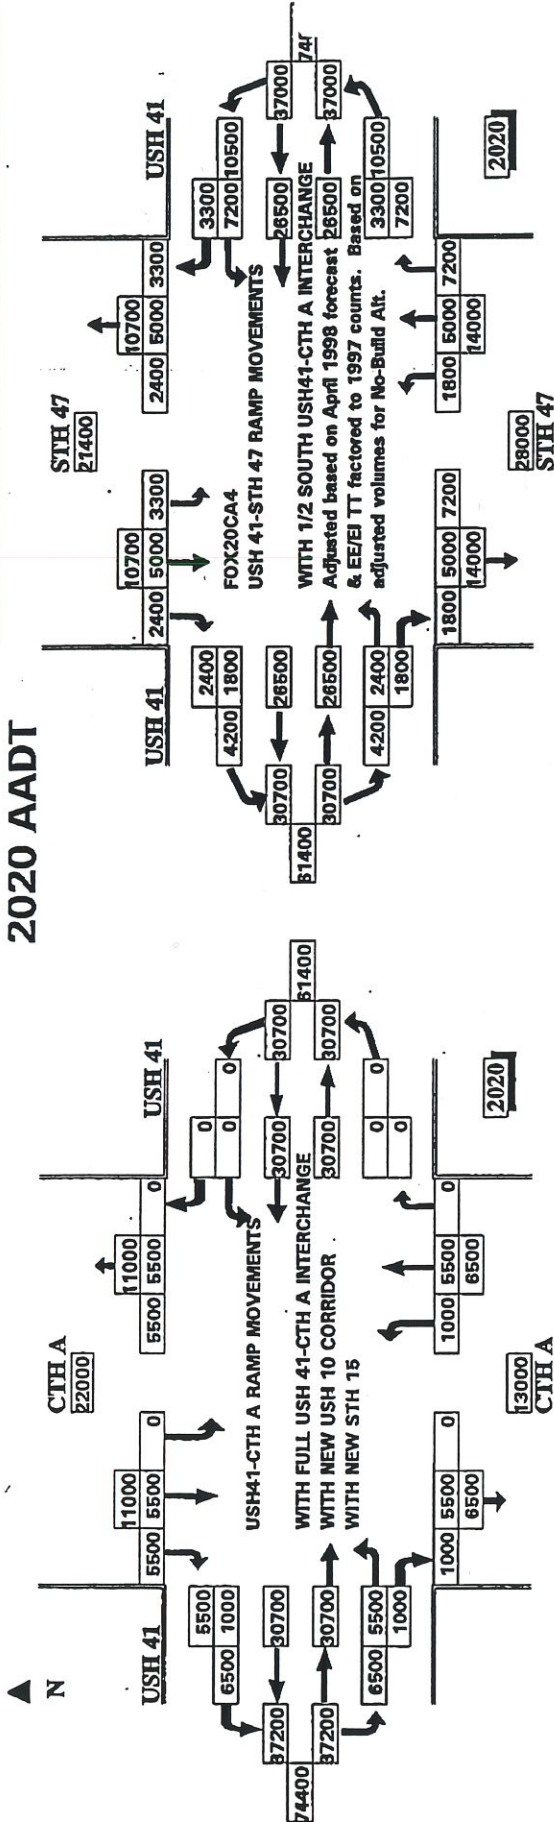 2020 AADT
N
CTH A
22000
USH 41
USH 41
11000
5500 5500 0
11000
5500 5500 0
5500
6500 1000
0
0 0
USH41-CTH A RAMP MOVEMENTS
37200 30700 30700 30700
74400 61400
37200 30700 30700 30700
WITH FULL USH 41-CTH A INTERCHANGE
WITH NEW USH 10 CORRIDOR
WITH NEW STH 15
6500 5500
1000
0 0
0
1000 5500 0
6500
1000 5500 0
6500
13000
CTH A
2020
STH 47
21400
USH 41
USH 41
10700
2400 5000 3300
10700
2400 5000 3300
2400
4200 1800
3300
7200 10500
FOX20CA4
USH 41-STH 47 RAMP MOVEMENTS
30700 26500 26500 37000
61400 74
30700 26500 26500 37000
WITH 1/2 SOUTH USH41-CTH A INTERCHANGE
Adjusted based on April 1998 forecast
& EE/EJ TT factored to 1997 counts. Based on
adjusted volumes for No-Build Alt.
4200 2400
1800
3300 10500
7200
1800 5000 7200
14000
1800 5000 7200
14000
28000
STH 47
2020